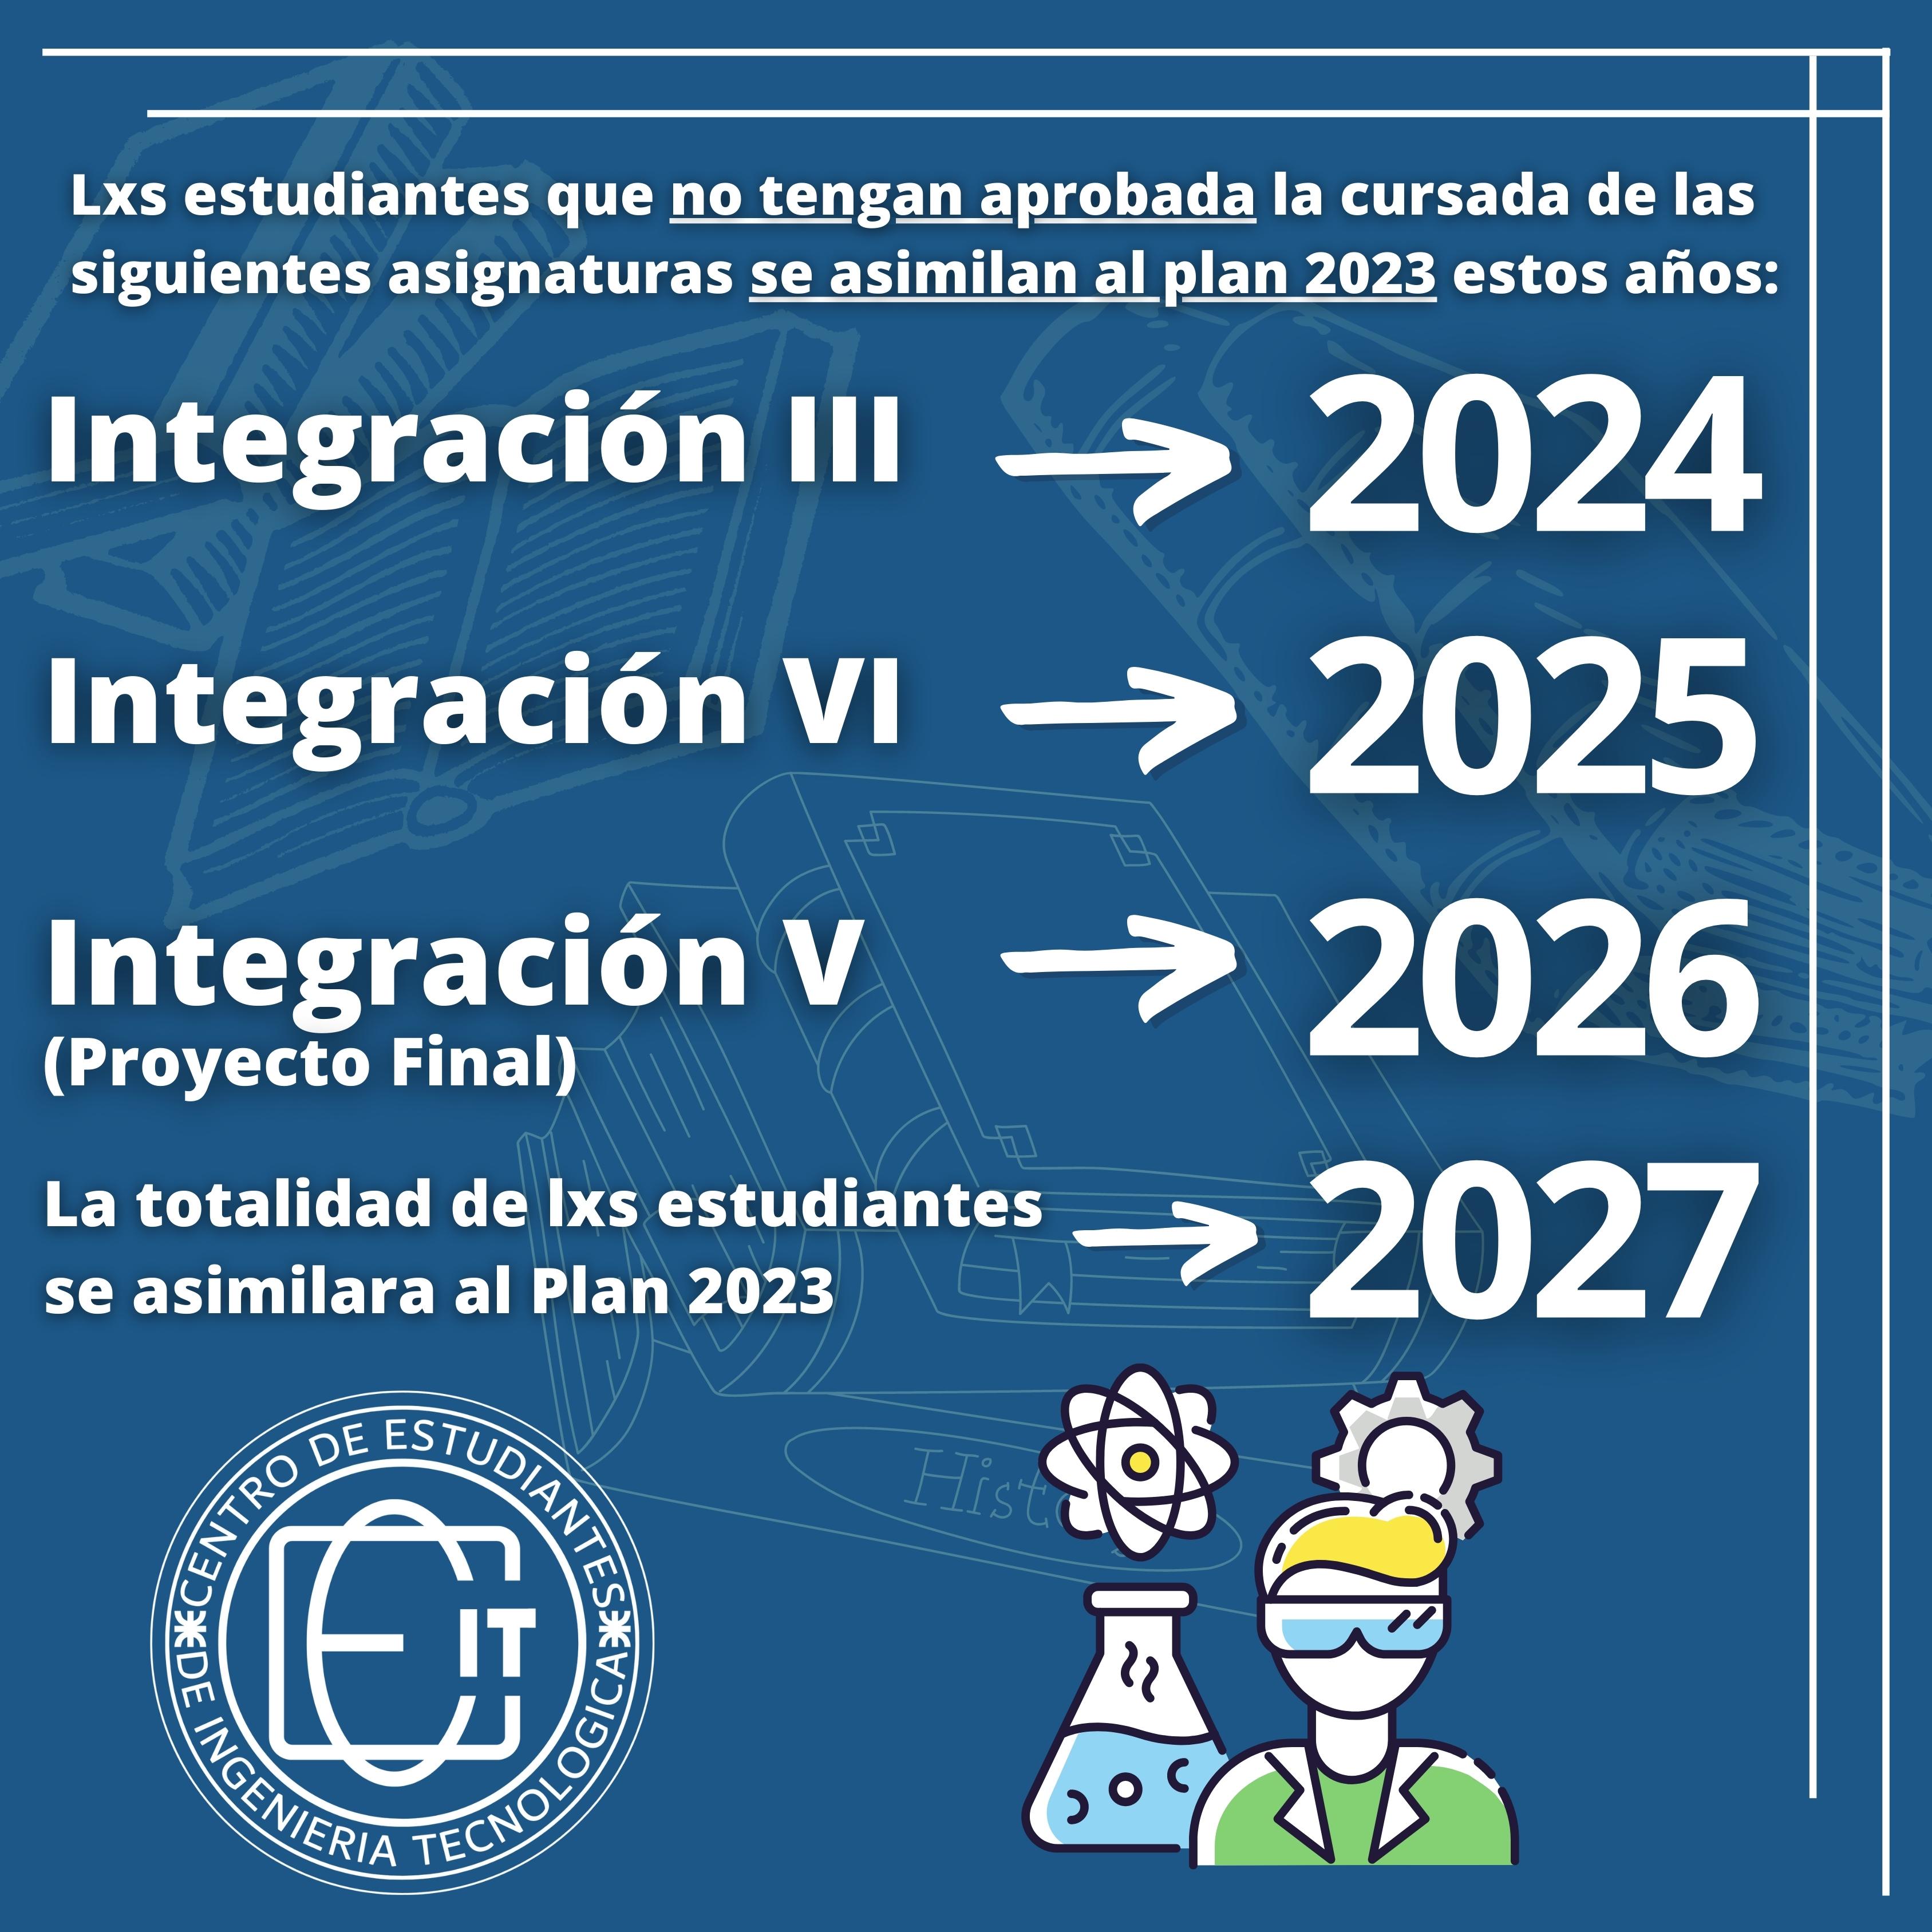 Lxs estudiantes que no tengan aprobada la cursada de las
siguientes asignaturas se asimilan al plan 2023 estos años:
Integración III 2024
Integración VI 2025
Integración V 2026
(Proyecto Final)
La totalidad de lxs estudiantes
se asimilara al Plan 2023
2027
CENTRO DE ESTUDIANTES
DE INGENIERIA TECNOLOGICA
CE IT